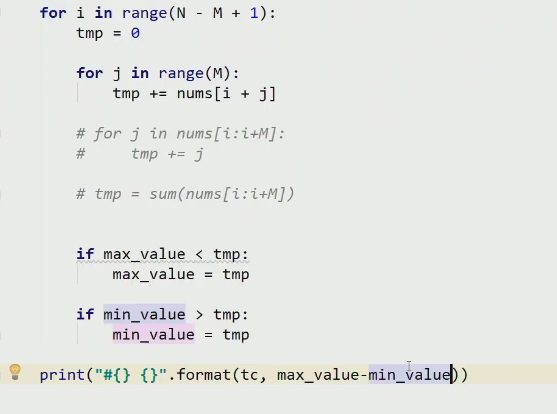 for i in range(N - M + 1):
    tmp = 0
    for j in range(M):
        tmp += nums[i + j]
    # for j in nums[i:i+M]:
    #     tmp += j
    # tmp = sum(nums[i:i+M])
    if max_value < tmp:
        max_value = tmp
    if min_value > tmp:
        min_value = tmp
print("#{} {}".format(tc, max_value-min_value))